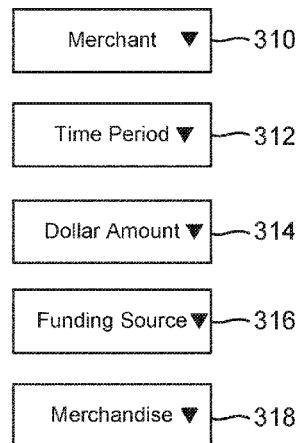 Merchant ▼ 310
Time Period ▼ 312
Dollar Amount ▼ 314
Funding Source ▼ 316
Merchandise ▼ 318